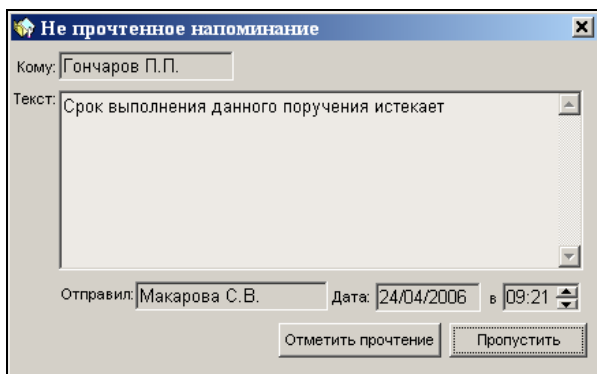 Не прочтенное напоминание
Кому: Гончаров П.П.
Текст: Срок выполнения данного поручения истекает
Отправил: Макарова С.В. Дата: 24/04/2006 в 09:21
Отметить прочтение Пропустить